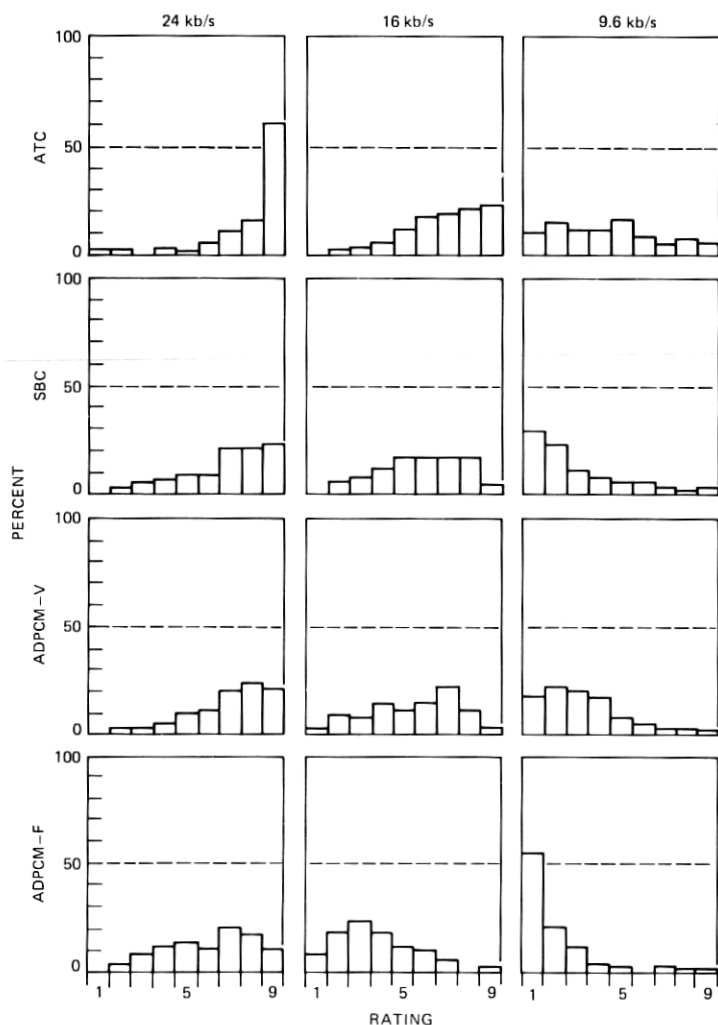 24 kb/s 16 kb/s 9.6 kb/s
100
50
0
ATC
100
50
0
SBC
PERCENT
100
50
0
ADPCM-V
100
50
0
ADPCM-F
1 5 9 1 5 9 1 5 9
RATING